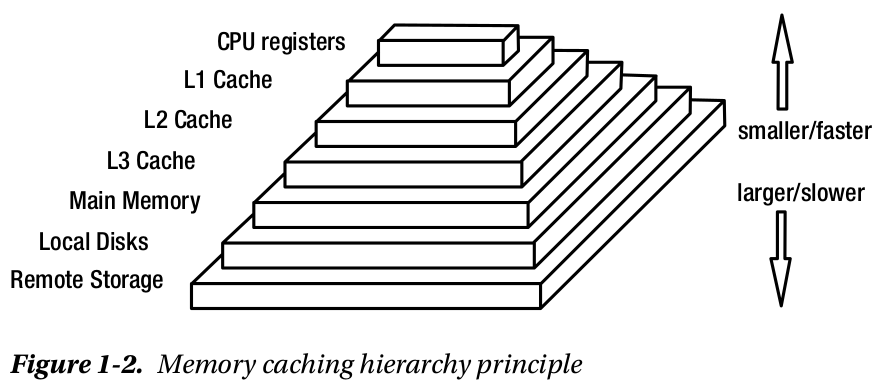 CPU registers
L1 Cache
L2 Cache
L3 Cache
Main Memory
Local Disks
Remote Storage
smaller/faster
larger/slower
Figure 1-2. Memory caching hierarchy principle